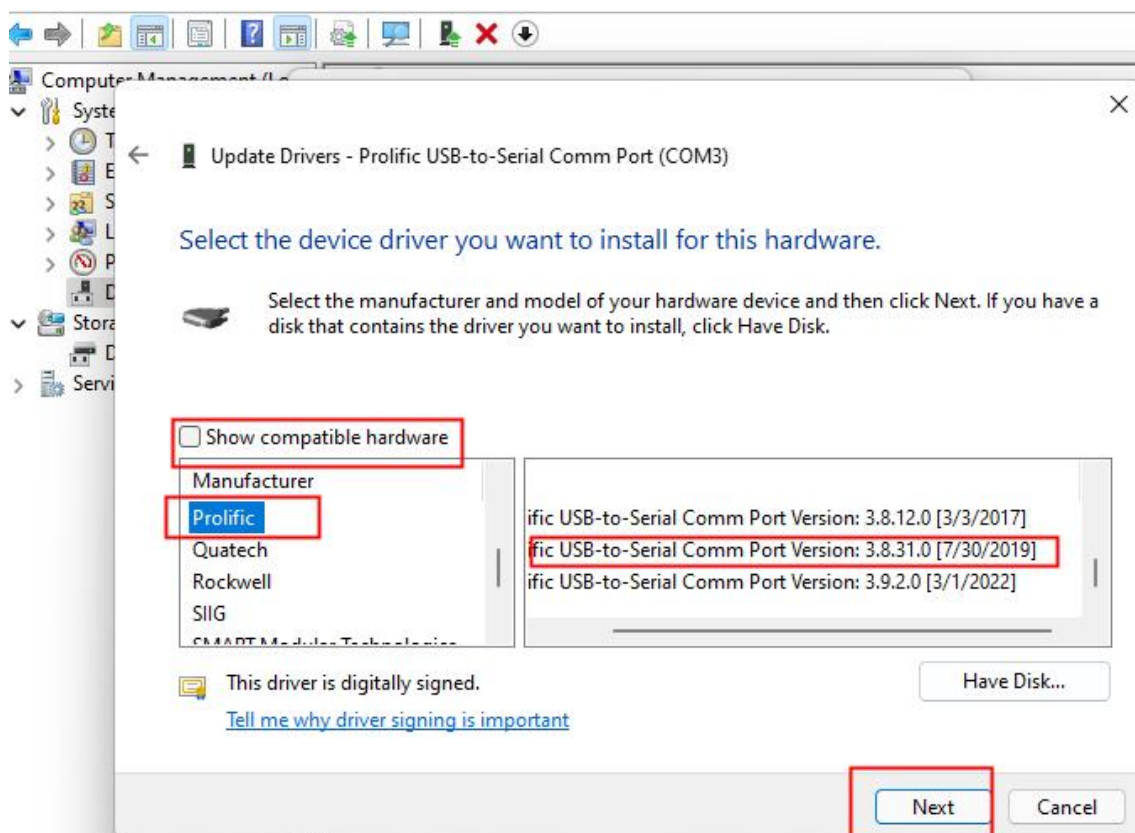 Computer Management (Lo
Syste
T
E
S
L
P
D
Stora
D
Servi
Update Drivers - Prolific USB-to-Serial Comm Port (COM3)
Select the device driver you want to install for this hardware.
Select the manufacturer and model of your hardware device and then click Next. If you have a
disk that contains the driver you want to install, click Have Disk.
Show compatible hardware
Manufacturer
Prolific
Quatech
Rockwell
SIIG
SMART Modular Technologies
ific USB-to-Serial Comm Port Version: 3.8.12.0 [3/3/2017]
ific USB-to-Serial Comm Port Version: 3.8.31.0 [7/30/2019]
ific USB-to-Serial Comm Port Version: 3.9.2.0 [3/1/2022]
This driver is digitally signed.
Have Disk...
Tell me why driver signing is important
Next
Cancel